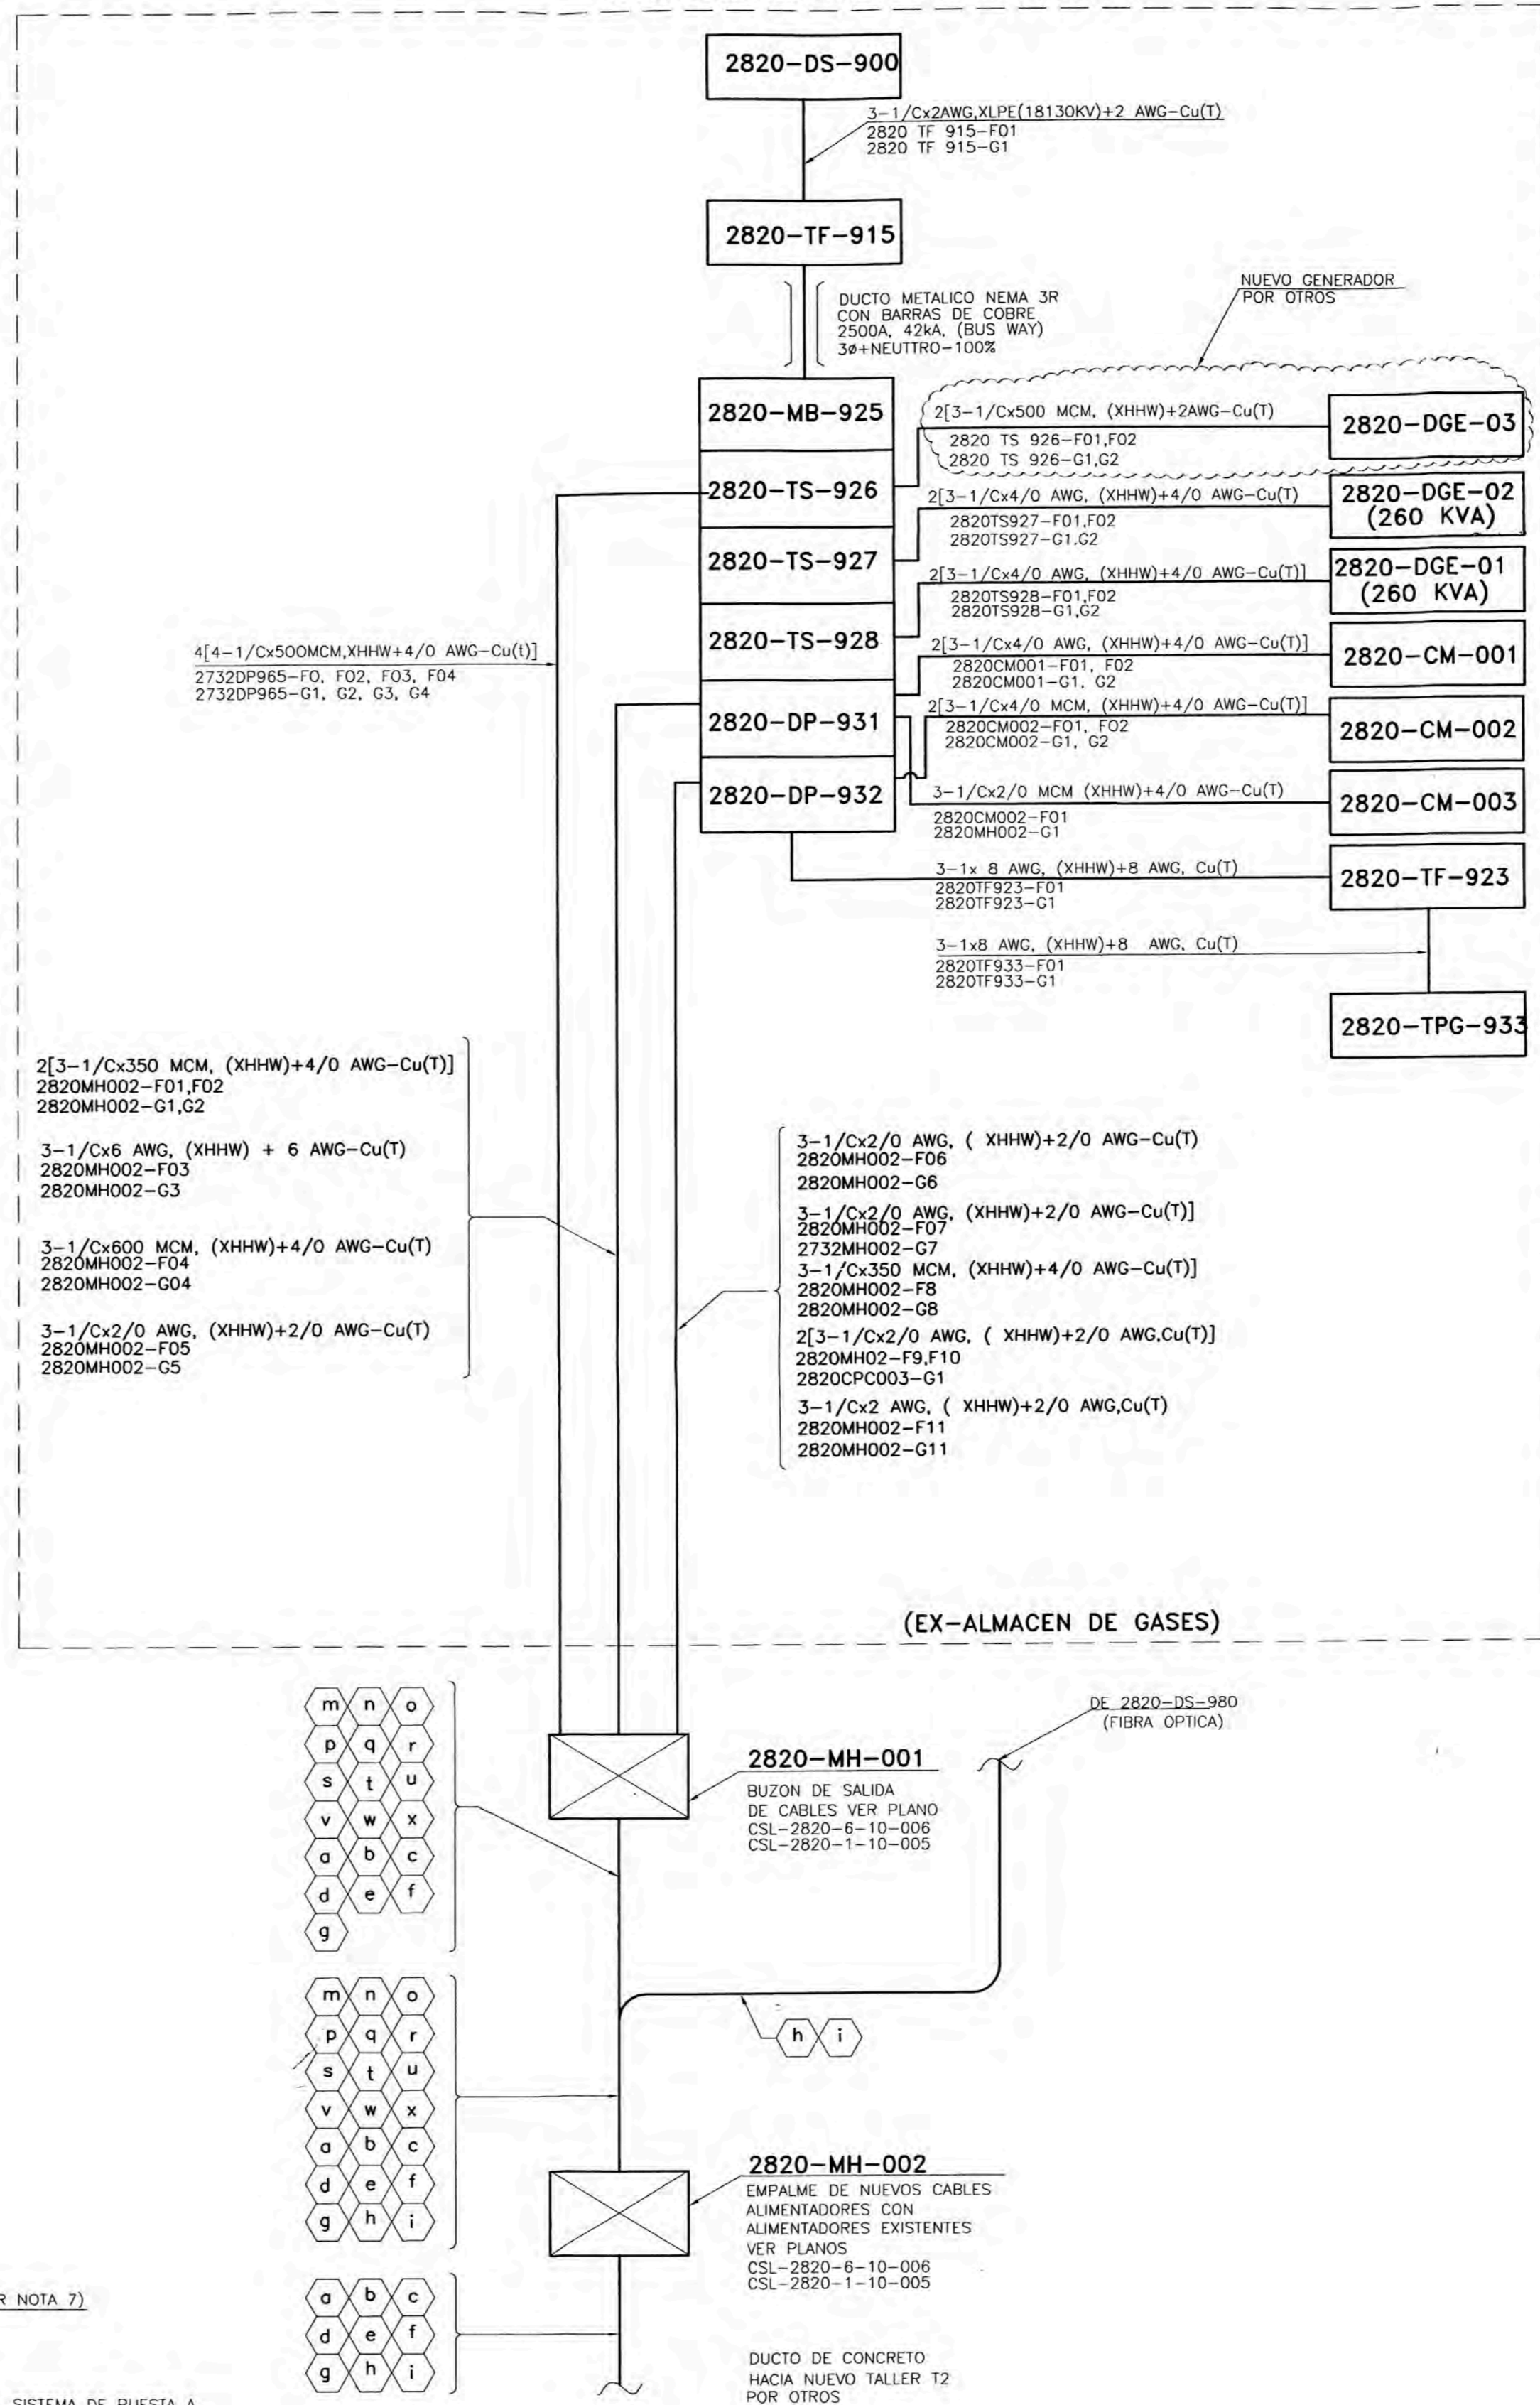 2820-DS-900
3-1/Cx2AWG,XLPE(18130KV)+2 AWG-Cu(T)
2820 TF 915-F01
2820 TF 915-G1
2820-TF-915
DUCTO METALICO NEMA 3R
CON BARRAS DE COBRE
2500A, 42kA, (BUS WAY)
3ø+NEUTTRO-100%
NUEVO GENERADOR
POR OTROS
2820-MB-925
2820-TS-926
2820-TS-927
2820-TS-928
2820-DP-931
2820-DP-932
2[3-1/Cx500 MCM, (XHHW)+2AWG-Cu(T)
2820 TS 926-F01,F02
2820 TS 926-G1,G2
2820-DGE-03
2[3-1/Cx4/0 AWG, (XHHW)+4/0 AWG-Cu(T)
2820TS927-F01,F02
2820TS927-G1.G2
2820-DGE-02
(260 KVA)
2[3-1/Cx4/0 AWG, (XHHW)+4/0 AWG-Cu(T)]
2820TS928-F01,F02
2820TS928-G1,G2
2820-DGE-01
(260 KVA)
2[3-1/Cx4/0 AWG, (XHHW)+4/0 AWG-Cu(T)]
2820CM001-F01, F02
2820CM001-G1, G2
2820-CM-001
2[3-1/Cx4/0 MCM, (XHHW)+4/0 AWG-Cu(T)]
2820CM002-F01, F02
2820CM002-G1, G2
2820-CM-002
3-1/Cx2/0 MCM (XHHW)+4/0 AWG-Cu(T)
2820CM002-F01
2820MH002-G1
2820-CM-003
3-1x 8 AWG, (XHHW)+8 AWG, Cu(T)
2820TF923-F01
2820TF923-G1
2820-TF-923
3-1x8 AWG, (XHHW)+8 AWG, Cu(T)
2820TF933-F01
2820TF933-G1
2820-TPG-933
4[4-1/Cx500MCM,XHHW+4/0 AWG-Cu(t)]
2732DP965-FO, F02, F03, F04
2732DP965-G1, G2, G3, G4
2[3-1/Cx350 MCM, (XHHW)+4/0 AWG-Cu(T)]
2820MH002-F01,F02
2820MH002-G1,G2
3-1/Cx6 AWG, (XHHW) + 6 AWG-Cu(T)
2820MH002-F03
2820MH002-G3
3-1/Cx600 MCM, (XHHW)+4/0 AWG-Cu(T)
2820MH002-F04
2820MH002-G04
3-1/Cx2/0 AWG, (XHHW)+2/0 AWG-Cu(T)
2820MH002-F05
2820MH002-G5
3-1/Cx2/0 AWG, ( XHHW)+2/0 AWG-Cu(T)
2820MH002-F06
2820MH002-G6
3-1/Cx2/0 AWG, (XHHW)+2/0 AWG-Cu(T)]
2820MH002-F07
2732MH002-G7
3-1/Cx350 MCM, (XHHW)+4/0 AWG-Cu(T)]
2820MH002-F8
2820MH002-G8
2[3-1/Cx2/0 AWG, ( XHHW)+2/0 AWG,Cu(T)]
2820MH02-F9,F10
2820CPC003-G1
3-1/Cx2 AWG, ( XHHW)+2/0 AWG,Cu(T)
2820MH002-F11
2820MH002-G11
(EX-ALMACEN DE GASES)
m n o
p q r
s t u
v w x
a b c
d e f
g
2820-MH-001
BUZON DE SALIDA
DE CABLES VER PLANO
CSL-2820-6-10-006
CSL-2820-1-10-005
DE 2820-DS-980
(FIBRA OPTICA)
h i
m n o
p q r
s t u
v w x
a b c
d e f
g h i
2820-MH-002
EMPALME DE NUEVOS CABLES
ALIMENTADORES CON
ALIMENTADORES EXISTENTES
VER PLANOS
CSL-2820-6-10-006
CSL-2820-1-10-005
R NOTA 7)
a b c
d e f
g h i
DUCTO DE CONCRETO
HACIA NUEVO TALLER T2
POR OTROS
SISTEMA DE PUESTA A